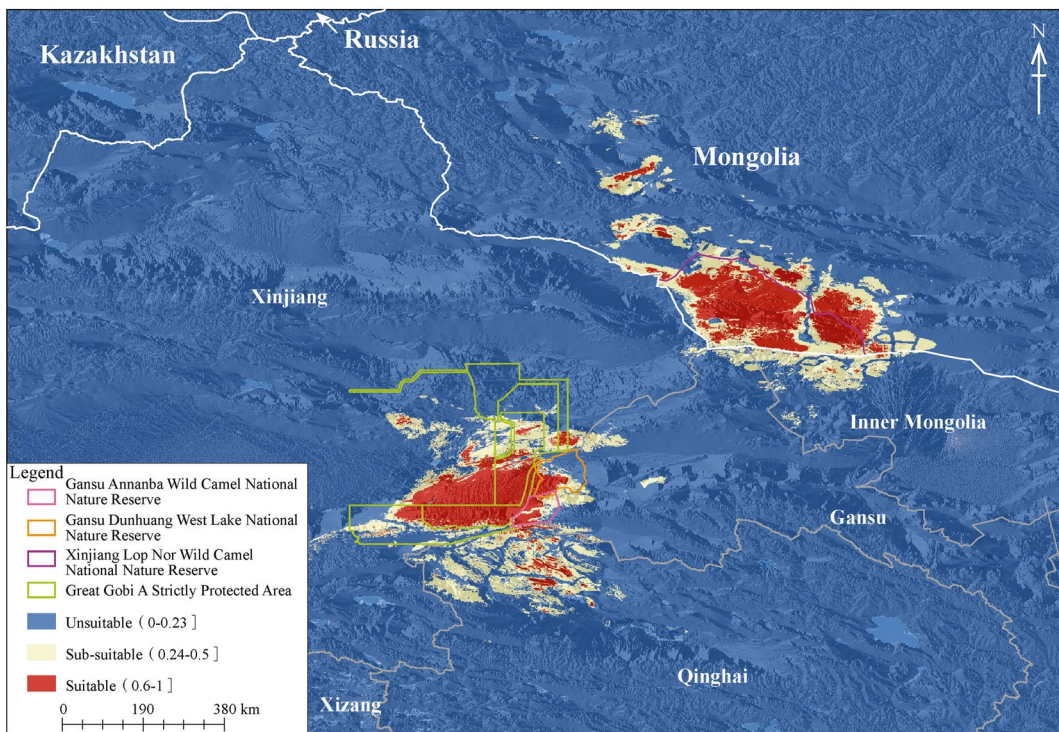 Kazakhstan
Russia
N
Mongolia
Xinjiang
Inner Mongolia
Gansu
Qinghai
Xizang
Legend
Gansu Annanba Wild Camel National
Nature Reserve
Gansu Dunhuang West Lake National
Nature Reserve
Xinjiang Lop Nor Wild Camel
National Nature Reserve
Great Gobi A Strictly Protected Area
Unsuitable（0-0.23］
Sub-suitable（0.24-0.5］
Suitable（0.6-1］
0 190 380 km